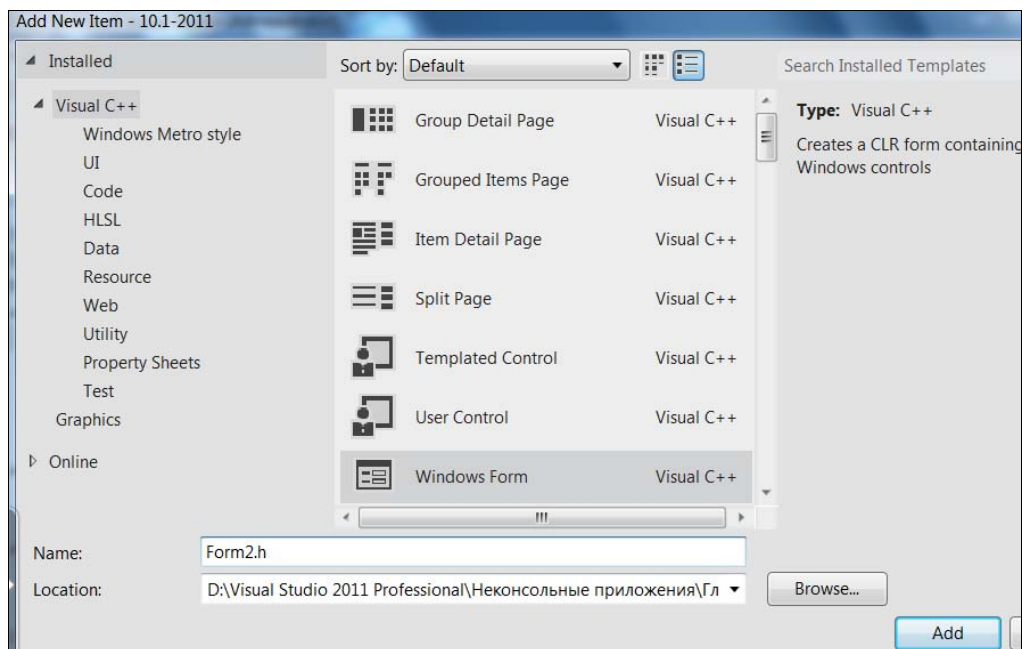 Add New Item - 10.1-2011
Installed
Sort by: Default
Search Installed Templates
Visual C++
Windows Metro style
UI
Code
HLSL
Data
Resource
Web
Utility
Property Sheets
Test
Graphics
Online
Group Detail Page Visual C++
Grouped Items Page Visual C++
Item Detail Page Visual C++
Split Page Visual C++
Templated Control Visual C++
User Control Visual C++
Windows Form Visual C++
Type: Visual C++
Creates a CLR form containing
Windows controls
Name: Form2.h
Location: D:\Visual Studio 2011 Professional\Неконсольные приложения\Гл
Browse...
Add